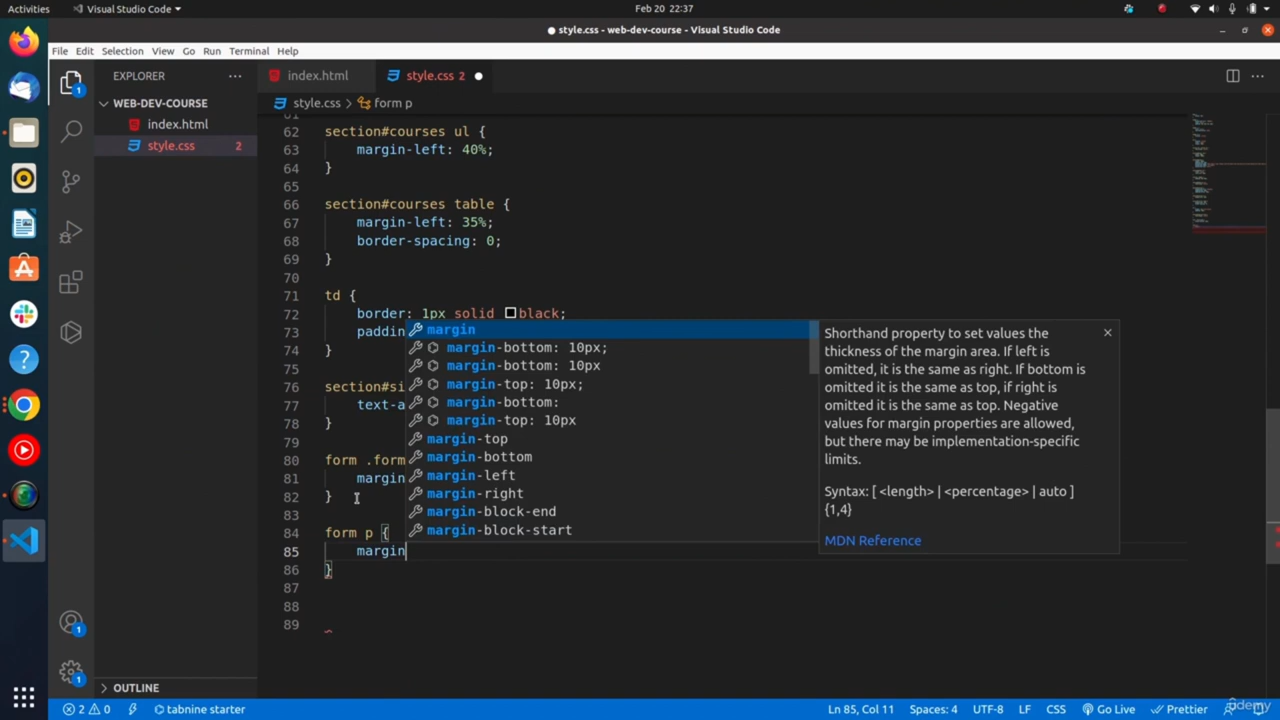 Activities
Visual Studio Code
Feb 20 22:37
style.css - web-dev-course - Visual Studio Code
File Edit Selection View Go Run Terminal Help
EXPLORER
index.html
style.css 2
WEB-DEV-COURSE
index.html
style.css 2
style.css > form p
61
62 section#courses ul {
63 margin-left: 40%;
64 }
65
66 section#courses table {
67 margin-left: 35%;
68 border-spacing: 0;
69 }
70
71 td {
72 border: 1px solid black;
73 paddin
74 }
75
76 section#si
77 text-a
78 }
79
80 form .form
81 margin
82 }
83
84 form p {
85 margin
86 }
87
88
89
margin
margin-bottom: 10px;
margin-bottom: 10px
margin-top: 10px;
margin-bottom:
margin-top: 10px
margin-top
margin-bottom
margin-left
margin-right
margin-block-end
margin-block-start
Shorthand property to set values the
thickness of the margin area. If left is
omitted, it is the same as right. If bottom is
omitted it is the same as top, if right is
omitted it is the same as top. Negative
values for margin properties are allowed,
but there may be implementation-specific
limits.
Syntax: [ <length> | <percentage> | auto ]
{1,4}
MDN Reference
1
1
1
OUTLINE
2 0
tabnine starter
Ln 85, Col 11
Spaces: 4
UTF-8
LF
CSS
Go Live
Prettier
udemy